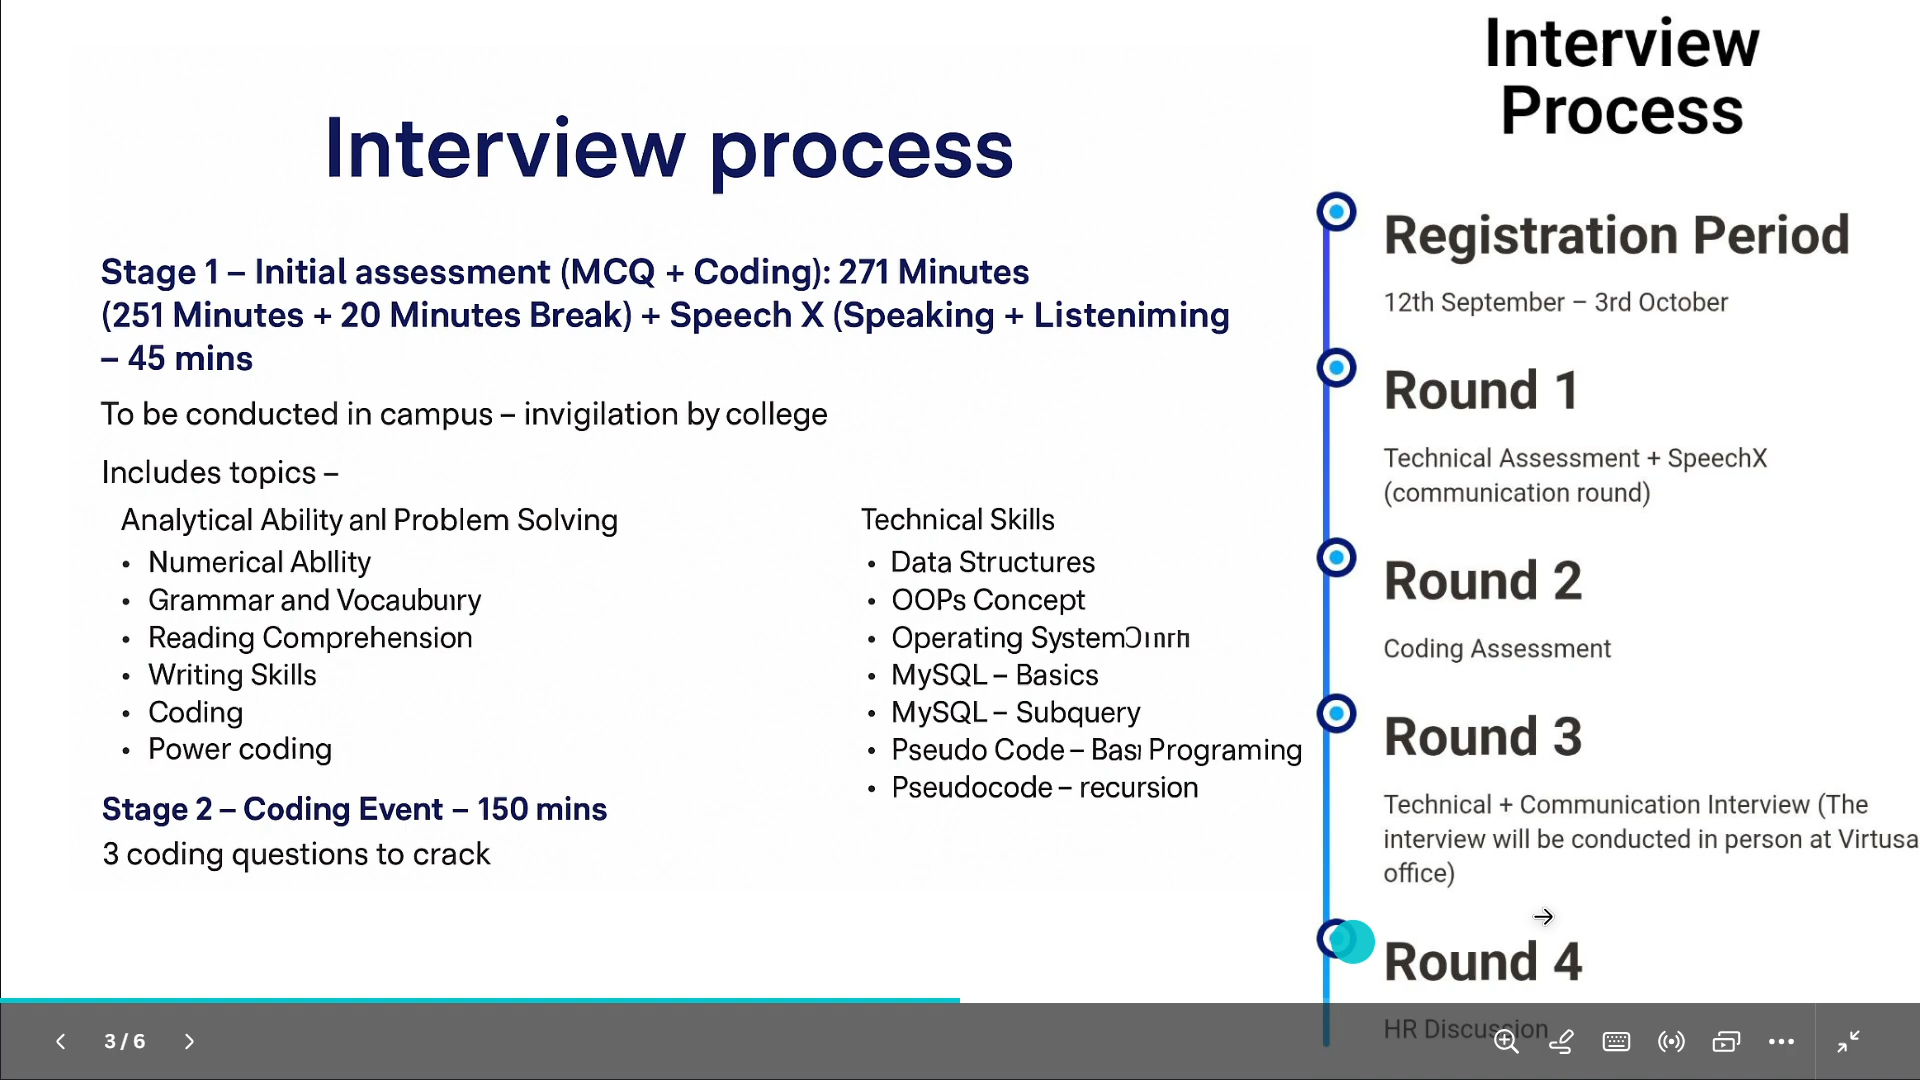 Interview process
Stage 1 – Initial assessment (MCQ + Coding): 271 Minutes
(251 Minutes + 20 Minutes Break) + Speech X (Speaking + Listeniming
– 45 mins
To be conducted in campus – invigilation by college
Includes topics –
Analytical Ability anl Problem Solving
• Numerical Abllity
• Grammar and Vocaubuıry
• Reading Comprehension
• Writing Skills
• Coding
• Power coding
Technical Skills
• Data Structures
• OOPs Concept
• Operating System
• MySQL – Basics
• MySQL – Subquery
• Pseudo Code – Bası Programing
• Pseudocode – recursion
Stage 2 – Coding Event – 150 mins
3 coding questions to crack
Interview
Process
Registration Period
12th September – 3rd October
Round 1
Technical Assessment + SpeechX
(communication round)
Round 2
Coding Assessment
Round 3
Technical + Communication Interview (The
interview will be conducted in person at Virtusa
office)
Round 4
HR Discussion
3 / 6